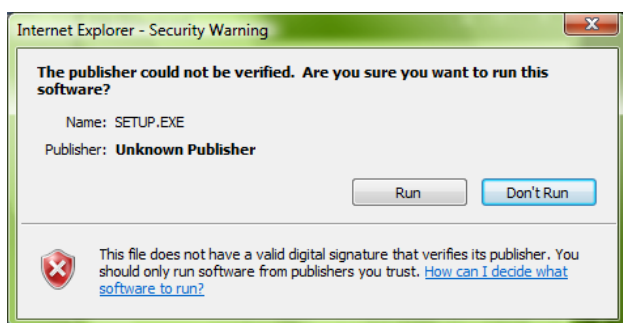 Internet Explorer - Security Warning
The publisher could not be verified.  Are you sure you want to run this
software?
Name: SETUP.EXE
Publisher: Unknown Publisher
Run Don't Run
This file does not have a valid digital signature that verifies its publisher. You
should only run software from publishers you trust. How can I decide what
software to run?